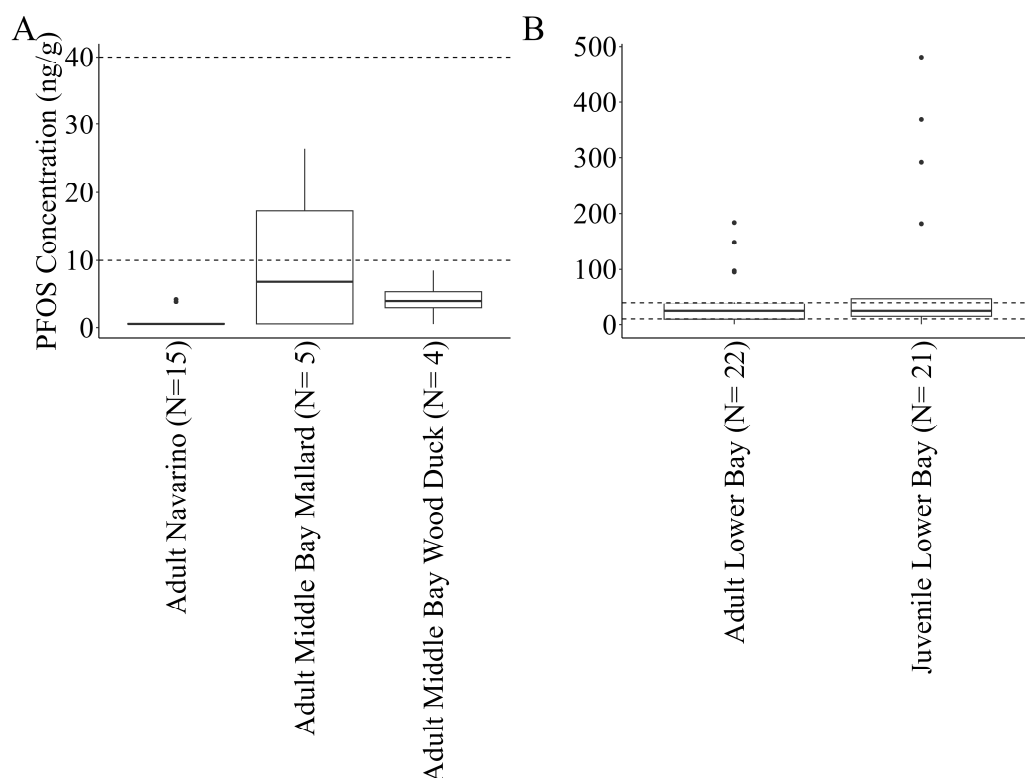 A
PFOS Concentration (ng/g)
40
30
20
10
0
Adult Navarino (N=15)
Adult Middle Bay Mallard (N= 5)
Adult Middle Bay Wood Duck (N= 4)
B
500
400
300
200
100
0
Adult Lower Bay (N= 22)
Juvenile Lower Bay (N= 21)